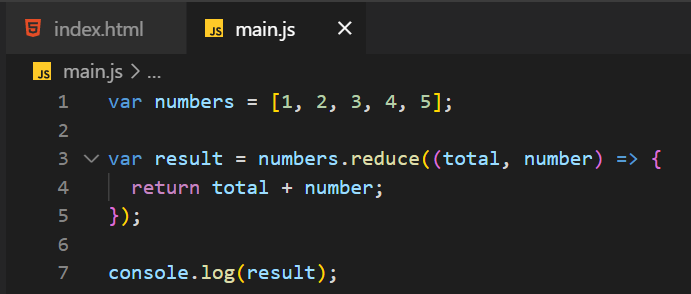 index.html main.js ×
JS main.js > ...
1 var numbers = [1, 2, 3, 4, 5];
2
3 var result = numbers.reduce((total, number) => {
4   return total + number;
5 });
6
7 console.log(result);